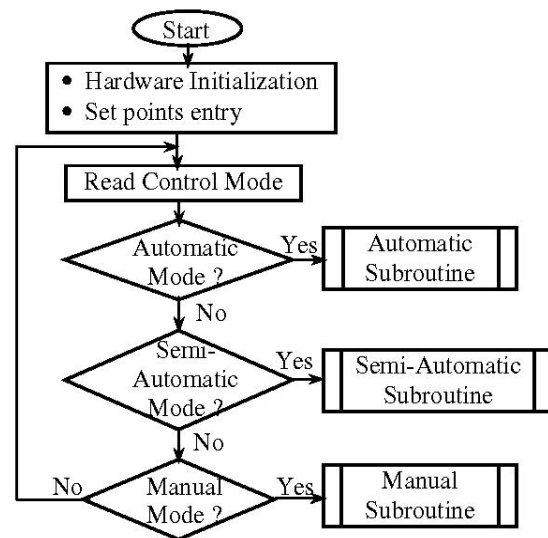 Start
• Hardware Initialization
• Set points entry
Read Control Mode
Automatic
Mode ?
Yes
Automatic
Subroutine
No
Semi-
Automatic
Mode ?
Yes
Semi-Automatic
Subroutine
No
No
Manual
Mode ?
Yes
Manual
Subroutine